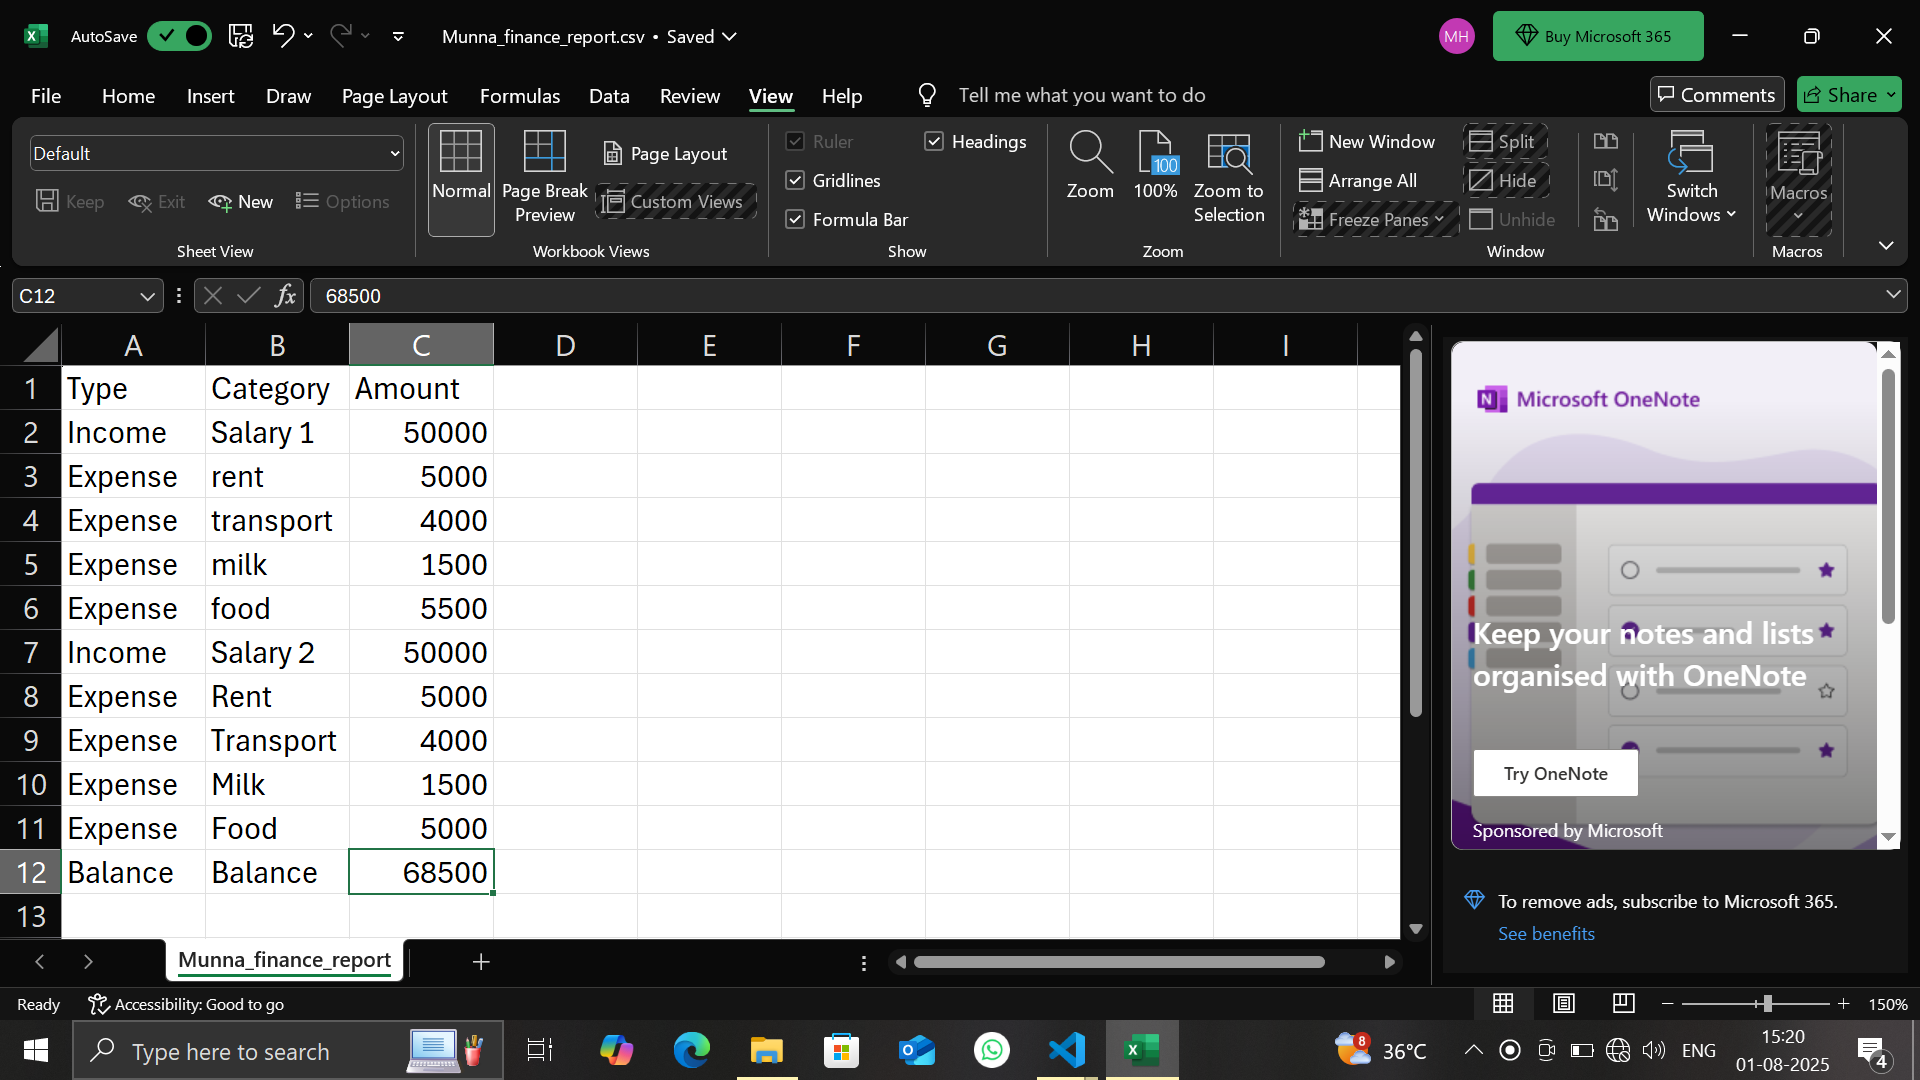 AutoSave Munna_finance_report.csv • Saved MH Buy Microsoft 365
File Home Insert Draw Page Layout Formulas Data Review View Help Tell me what you want to do Comments Share
Default
Keep Exit New Options
Sheet View
Normal
Page Break Preview
Page Layout
Custom Views
Workbook Views
Ruler
Headings
Gridlines
Formula Bar
Show
Zoom
100
100%
Zoom to Selection
Zoom
New Window
Arrange All
Freeze Panes
Split
Hide
Unhide
Switch Windows
Window
Macros
Macros
C12 fx 68500
A B C D E F G H I
1 Type Category Amount
2 Income Salary 1 50000
3 Expense rent 5000
4 Expense transport 4000
5 Expense milk 1500
6 Expense food 5500
7 Income Salary 2 50000
8 Expense Rent 5000
9 Expense Transport 4000
10 Expense Milk 1500
11 Expense Food 5000
12 Balance Balance 68500
13
N Microsoft OneNote
Keep your notes and lists
organised with OneNote
Try OneNote
Sponsored by Microsoft
To remove ads, subscribe to Microsoft 365.
See benefits
Munna_finance_report
Ready Accessibility: Good to go 150%
Type here to search
8 36°C ENG
15:20
01-08-2025
4